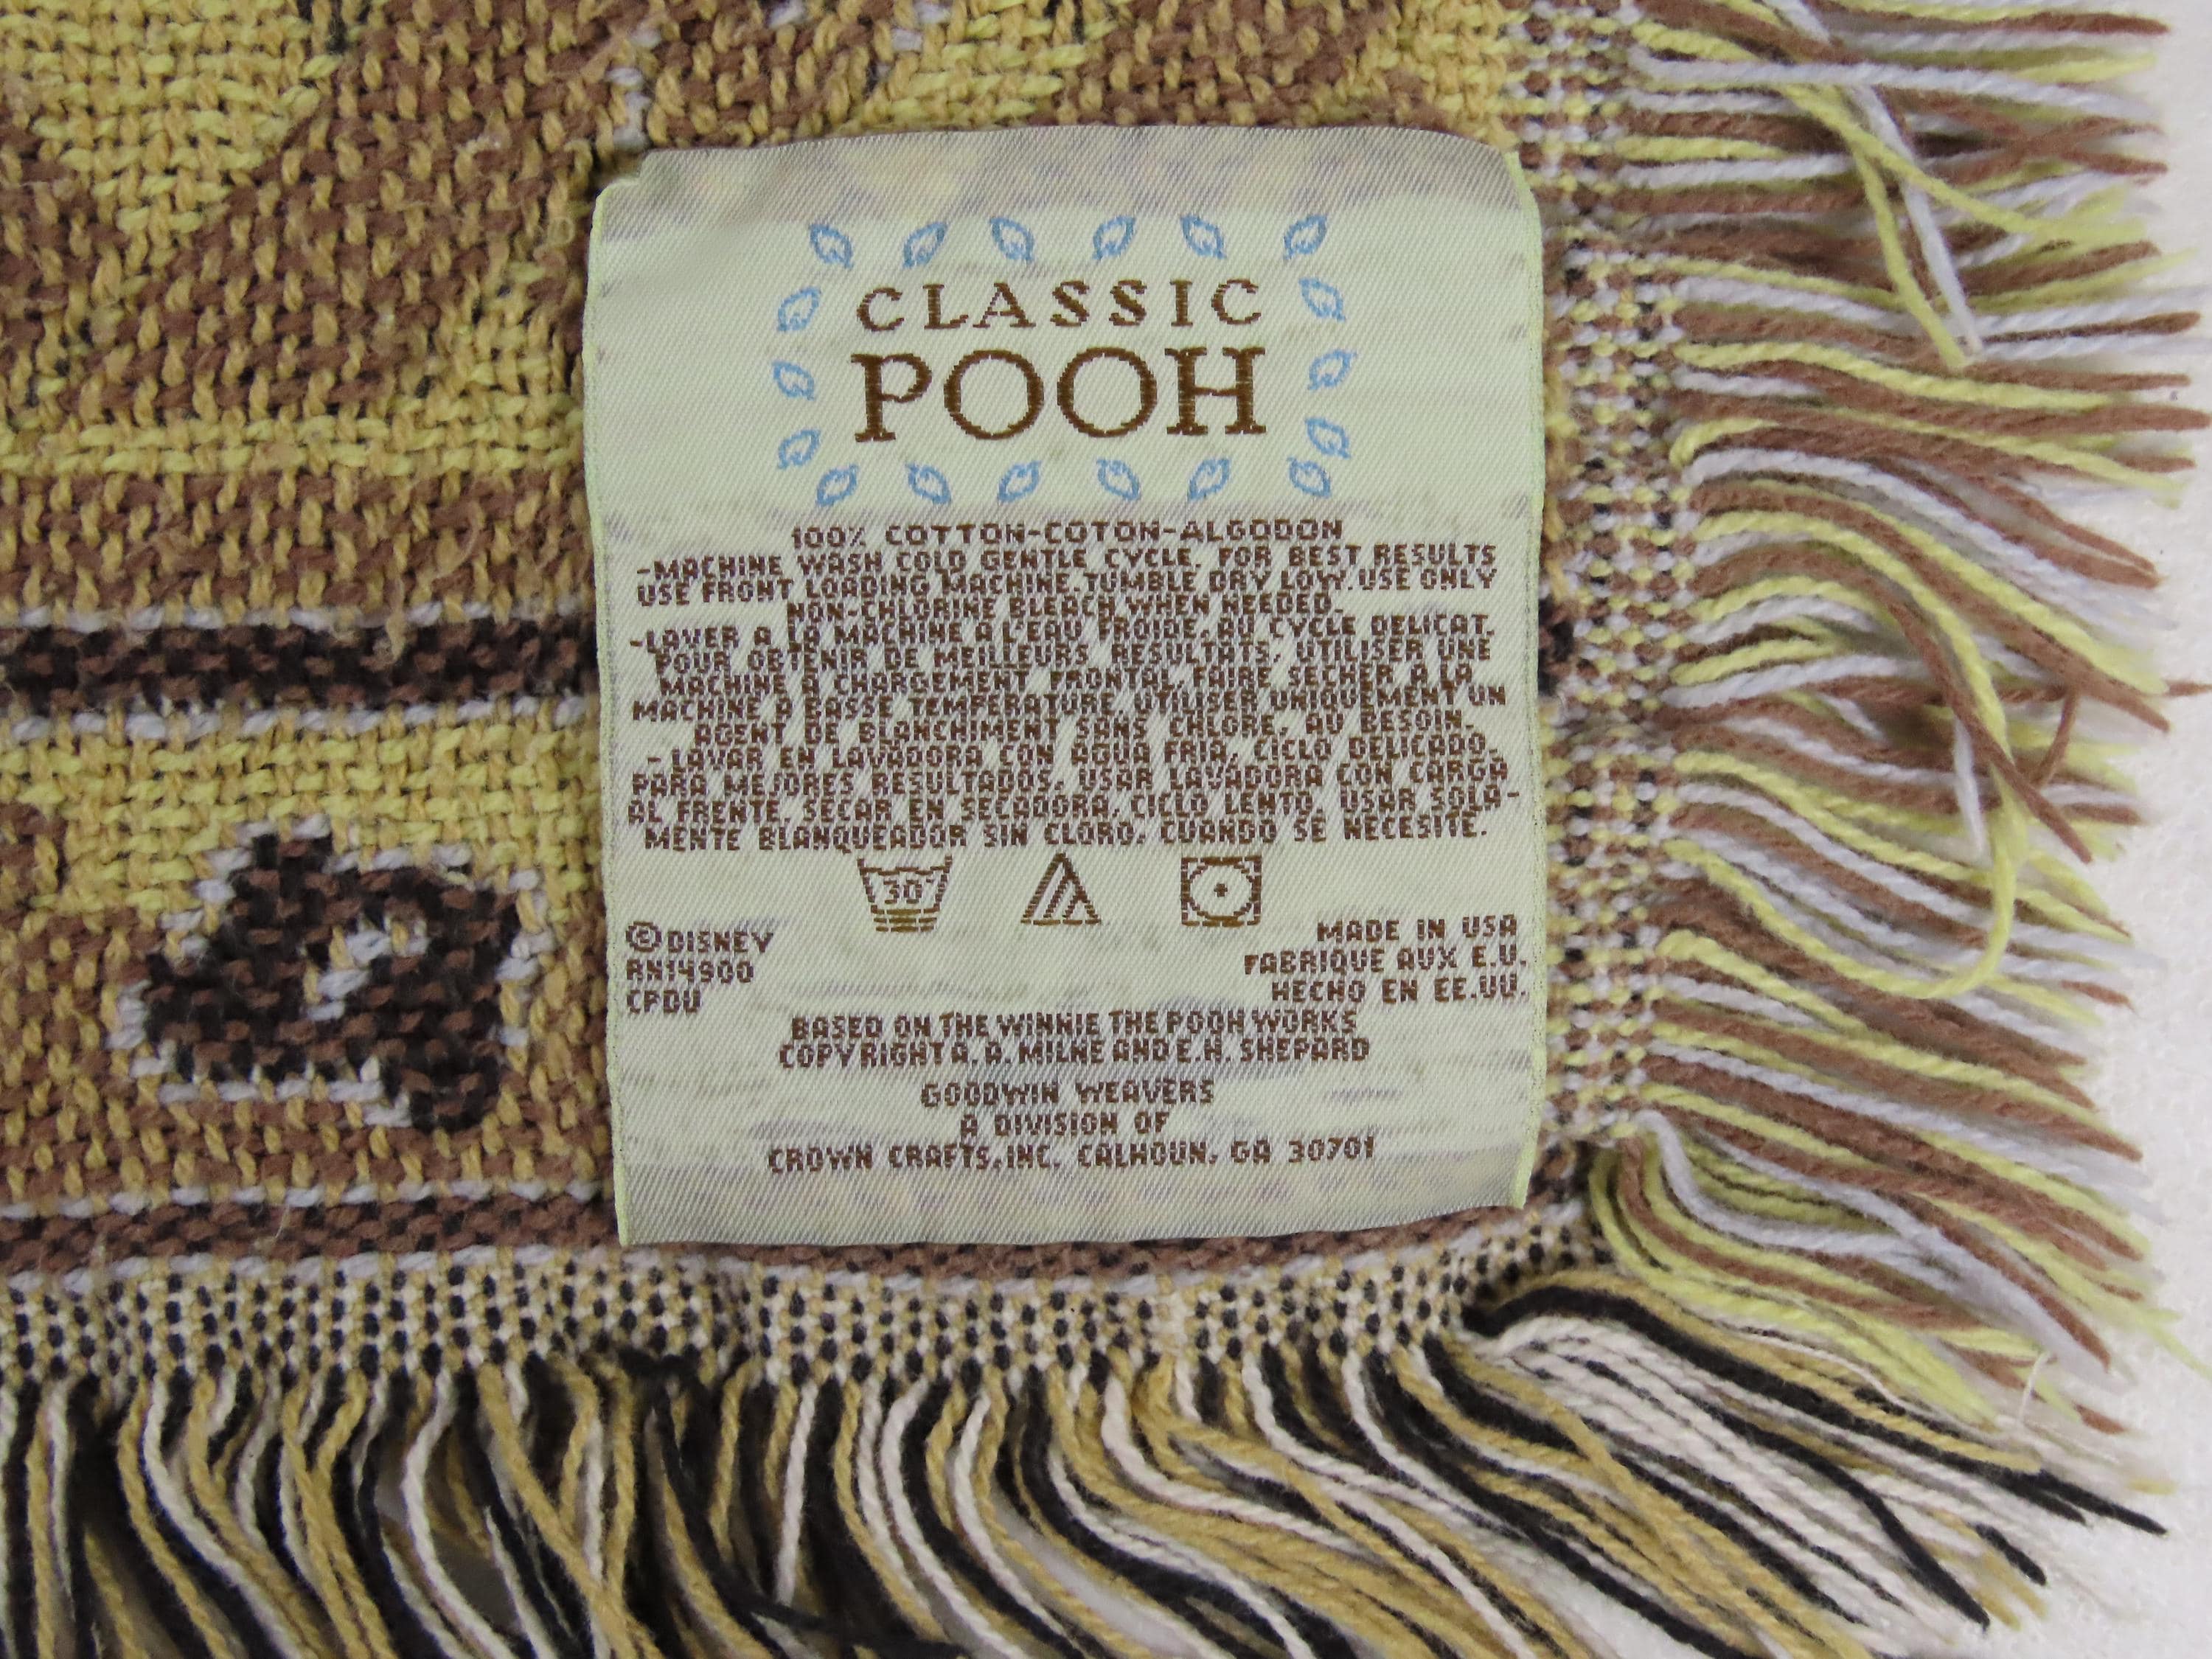 CLASSIC
POOH
100% COTTON-COTON-ALGODON
-MACHINE WASH COLD GENTLE CYCLE. FOR BEST RESULTS
USE FRONT LOADING MACHINE.TUMBLE DRY LOW.USE ONLY
NON-CHLORINE BLEACH WHEN NEEDED.
-LAVER A LA MACHINE A L'EAU FROIDE, AU CYCLE DELICAT.
POUR OBTENIR DE MEILLEURS RESULTATS, UTILISER UNE
MACHINE A CHARGEMENT FRONTAL FAIRE SECHER A LA
MACHINE A BASSE TEMPERATURE UTILISER UNIQUEMENT UN
AGENT DE BLANCHIMENT SANS CHLORE, AU BESOIN.
- LAVAR EN LAVADORA CON AGUA FRIA, CICLO DELICADO.
PARA MEJORES RESULTADOS, USAR LAVADORA CON CARGA
AL FRENTE. SECAR EN SECADORA, CICLO LENTO. USAR SOLA-
MENTE BLANQUEADOR SIN CLORO, CUANDO SE NECESITE.
30°
©DISNEY
RN14900
CPDU
MADE IN USA
FABRIQUE AUX E.U.
HECHO EN EE.UU.
BASED ON THE WINNIE THE POOH WORKS
COPYRIGHT A. A. MILNE AND E.H. SHEPARD
GOODWIN WEAVERS
A DIVISION OF
CROWN CRAFTS,INC. CALHOUN, GA 30701